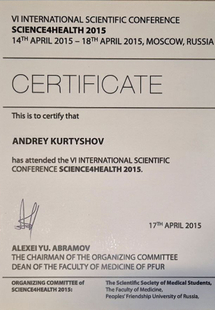 VI INTERNATIONAL SCIENTIFIC CONFERENCE
SCIENCE4HEALTH 2015
14TH APRIL 2015 – 18TH APRIL 2015, MOSCOW, RUSSIA
CERTIFICATE
This is to certify that
ANDREY KURTYSHOV
has attended the VI INTERNATIONAL SCIENTIFIC
CONFERENCE SCIENCE4HEALTH 2015.
17TH APRIL 2015
ALEXEI YU. ABRAMOV
THE CHAIRMAN OF THE ORGANIZING COMMITTEE
DEAN OF THE FACULTY OF MEDICINE OF PFUR
ORGANIZING COMMITTEE OF
SCIENCE4HEALTH 2015:
The Scientific Society of Medical Students,
The Faculty of Medicine,
Peoples' Friendship University of Russia,